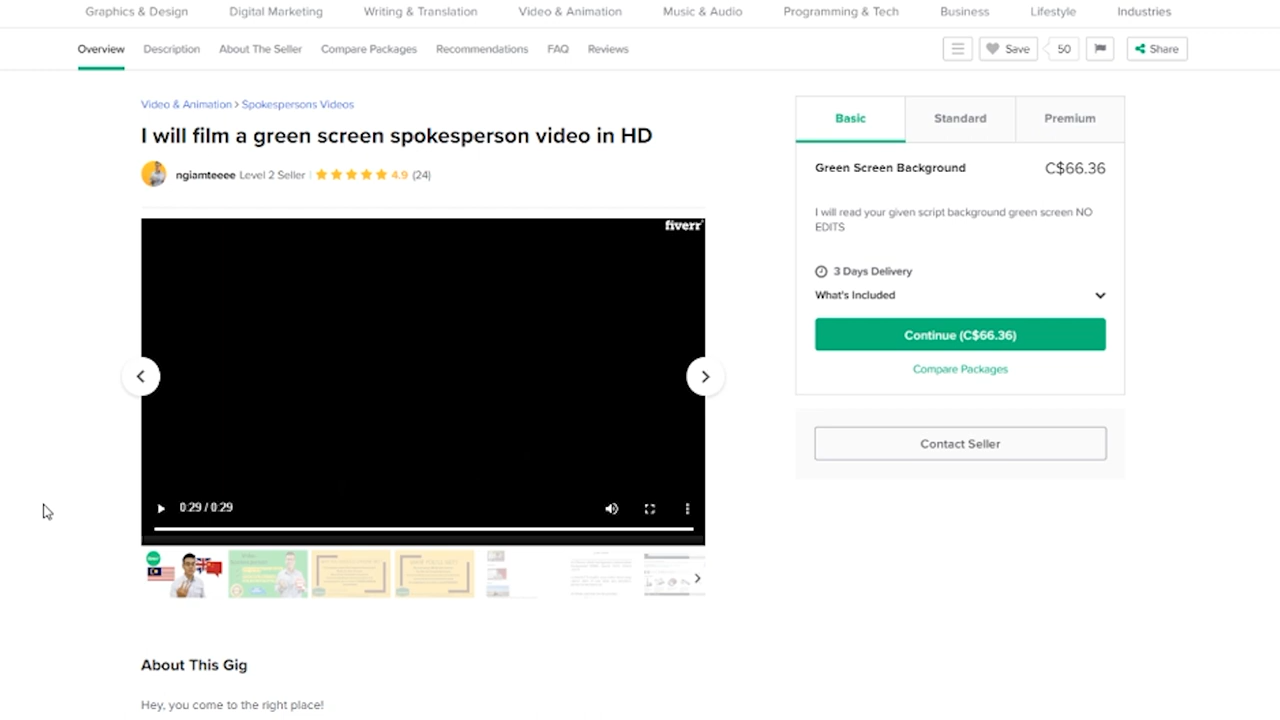 Graphics & Design Digital Marketing Writing & Translation Video & Animation Music & Audio Programming & Tech Business Lifestyle Industries
Overview Description About The Seller Compare Packages Recommendations FAQ Reviews Save 50 Share
Video & Animation > Spokespersons Videos
I will film a green screen spokesperson video in HD
ngiamteeee Level 2 Seller 4.9 (24)
fiverr
0:29 / 0:29
Basic Standard Premium
Green Screen Background C$66.36
I will read your given script background green screen NO
EDITS
3 Days Delivery
What's Included
Continue (C$66.36)
Compare Packages
Contact Seller
About This Gig
Hey, you come to the right place!